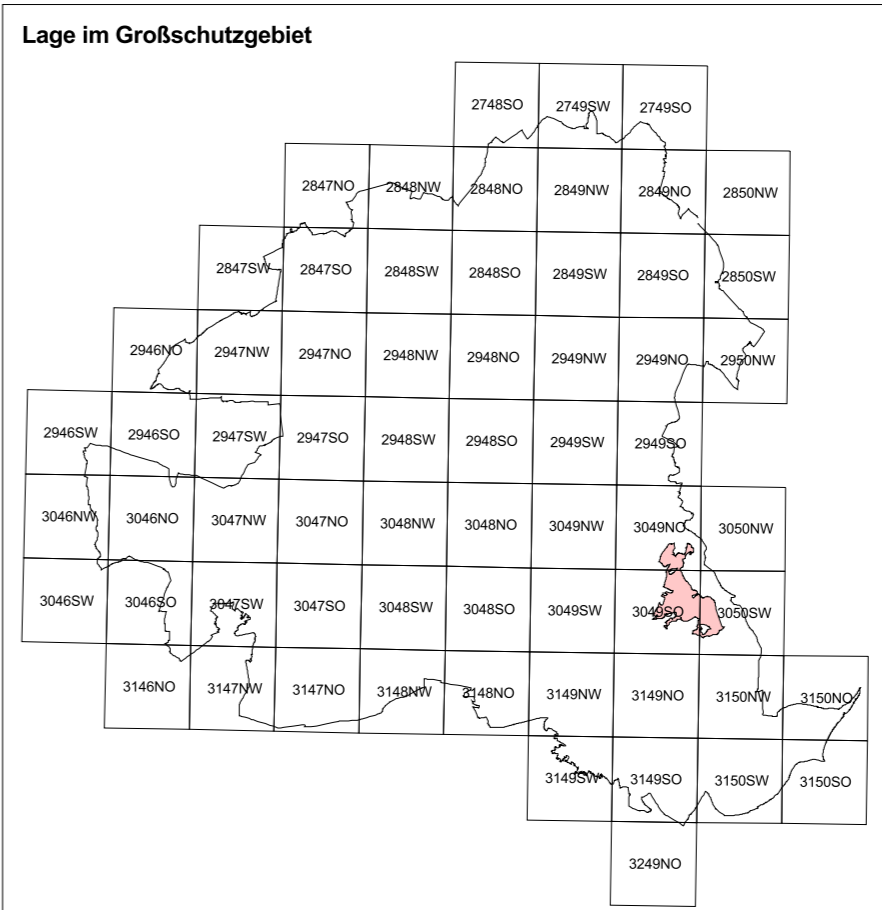 Lage im Großschutzgebiet
2748SO 2749SW 2749SO
2847NO 2848NW 2848NO 2849NW 2849NO 2850NW
2847SW 2847SO 2848SW 2848SO 2849SW 2849SO 2850SW
2946NO 2947NW 2947NO 2948NW 2948NO 2949NW 2949NO 2950NW
2946SW 2946SO 2947SW 2947SO 2948SW 2948SO 2949SW 2949SO
3046NW 3046NO 3047NW 3047NO 3048NW 3048NO 3049NW 3049NO 3050NW
3046SW 3046SO 3047SW 3047SO 3048SW 3048SO 3049SW 3049SO 3050SW
3146NO 3147NW 3147NO 3148NW 3148NO 3149NW 3149NO 3150NW 3150NO
3149SW 3149SO 3150SW 3150SO
3249NO